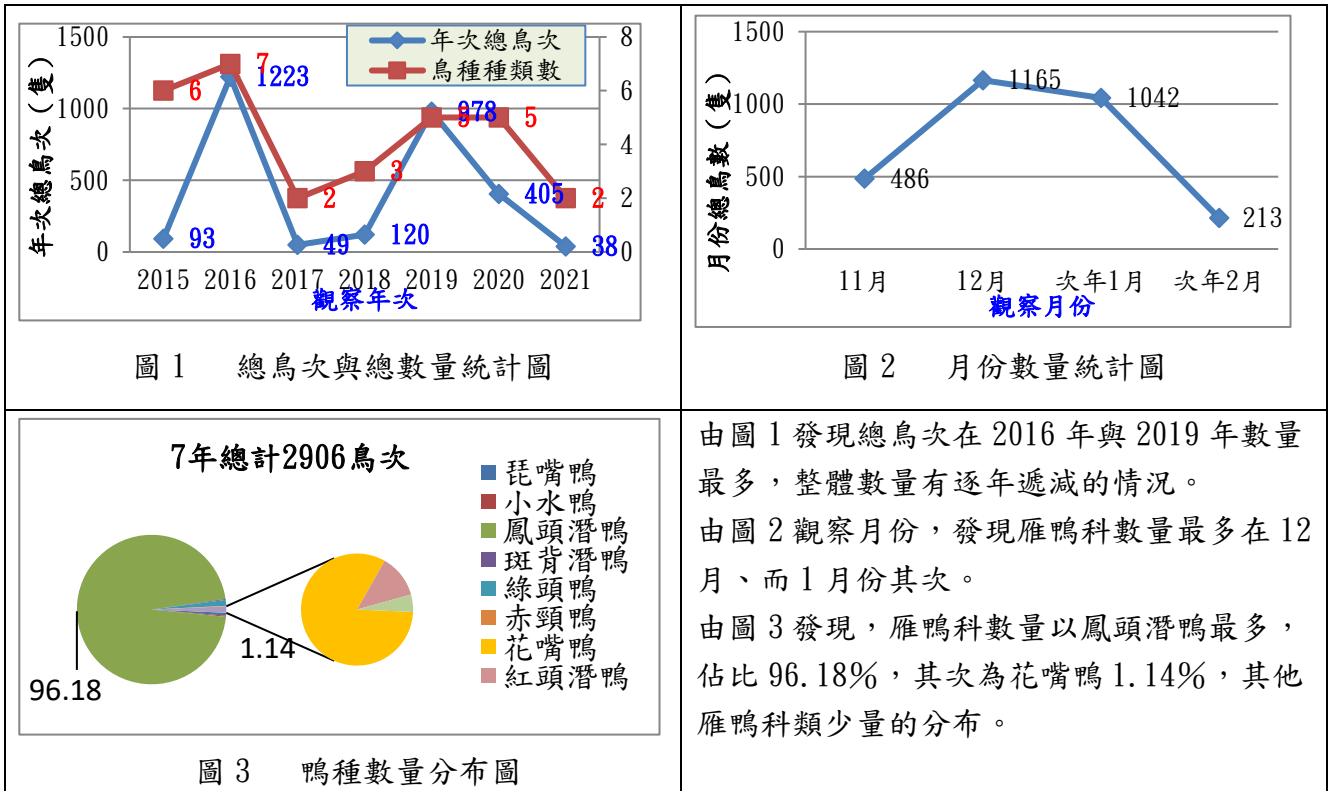 1500
1000
500
0
年次總鳥次（隻）
年次總鳥次
鳥種種類數
8
6
4
2
0
6
7
2
3
5
5
2
93
1223
49
120
978
405
38
2015 2016 2017 2018 2019 2020 2021
觀察年次
圖 1 總鳥次與總數量統計圖
1500
1000
500
0
月份總鳥數（隻）
486
1165
1042
213
11月 12月 次年1月 次年2月
觀察月份
圖 2 月份數量統計圖
7年總計2906鳥次
96.18
1.14
琵嘴鴨
小水鴨
鳳頭潛鴨
斑背潛鴨
綠頭鴨
赤頸鴨
花嘴鴨
紅頭潛鴨
圖 3 鴨種數量分布圖
由圖 1 發現總鳥次在 2016 年與 2019 年數量
最多，整體數量有逐年遞減的情況。
由圖 2 觀察月份，發現雁鴨科數量最多在 12
月、而 1 月份其次。
由圖 3 發現，雁鴨科數量以鳳頭潛鴨最多，
佔比 96.18%，其次為花嘴鴨 1.14%，其他
雁鴨科類少量的分布。